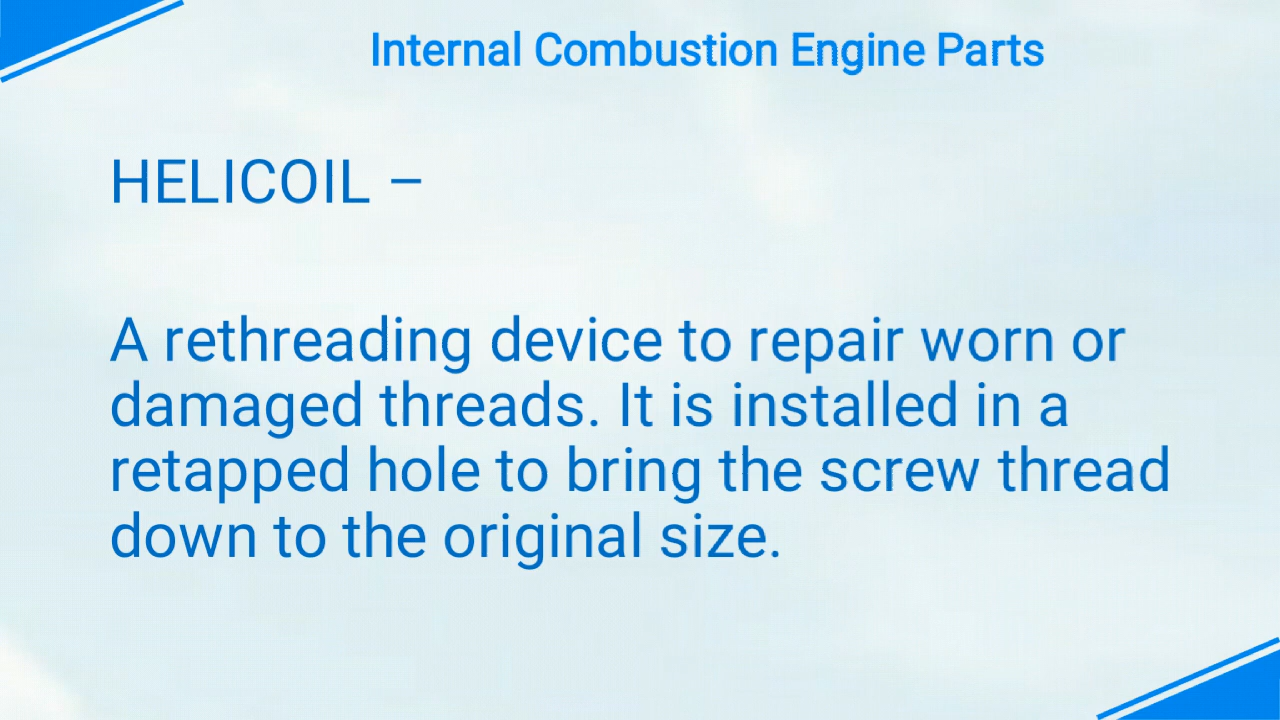 Internal Combustion Engine Parts
HELICOIL –
A rethreading device to repair worn or
damaged threads. It is installed in a
retapped hole to bring the screw thread
down to the original size.